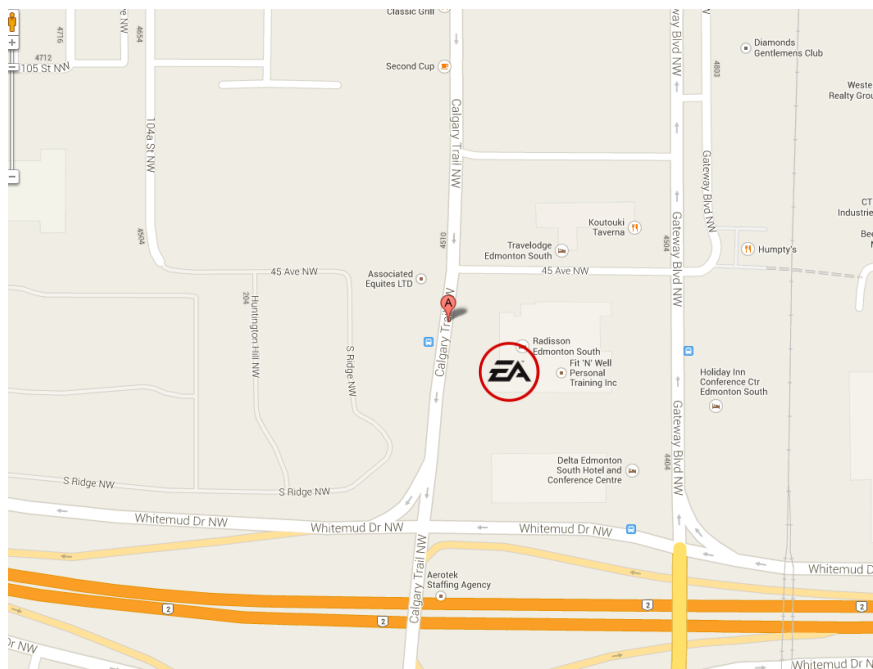 Classic Grill
4716
4654
4712
105 St NW
Second Cup
Gateway Blvd NW
4803
Diamonds
Gentlemens Club
Weste
Realty Grou
Calgary Trail NW
104a St NW
4504
4510
Koutouki
Taverna
Travelodge
Edmonton South
45 Ave NW
45 Ave NW
Gateway Blvd NW
4504
Gateway Blvd NW
CT
Industrie
Bee
Humpty's
Associated
Equites LTD
A
204
Huntington Hill NW
S Ridge NW
Calgary Trail NW
Radisson
Edmonton South
EA
Fit 'N' Well
Personal
Training Inc
Holiday Inn
Conference Ctr
Edmonton South
Gateway Blvd NW
4404
Delta Edmonton
South Hotel and
Conference Centre
S Ridge NW
S Ridge NW
Whitemud Dr NW
Whitemud Dr NW
Whitemud Dr NW
Whitemud D
Calgary Trail NW
Aerotek
Staffing Agency
2
2
2
2
Dr NW